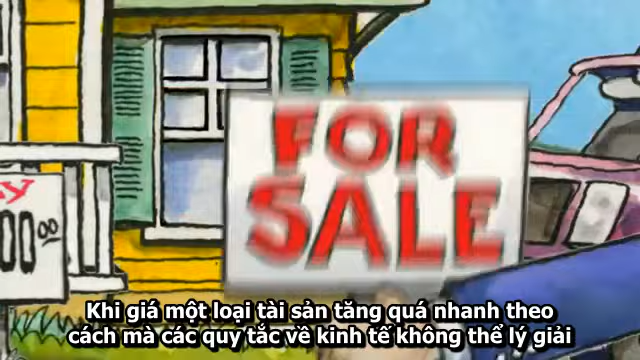 FOR
SALE
00⁰⁰
Khi giá một loại tài sản tăng quá nhanh theo
cách mà các quy tắc về kinh tế không thể lý giải